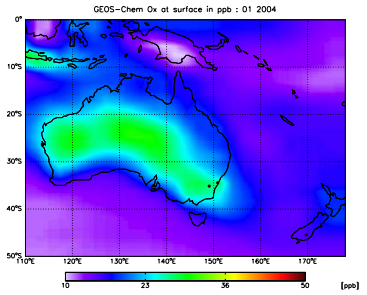 GEOS-Chem Ox at surface in ppb : 01 2004
0°
10°S
20°S
30°S
40°S
50°S
110°E 120°E 130°E 140°E 150°E 160°E 170°E
10 23 36 50 [ppb]